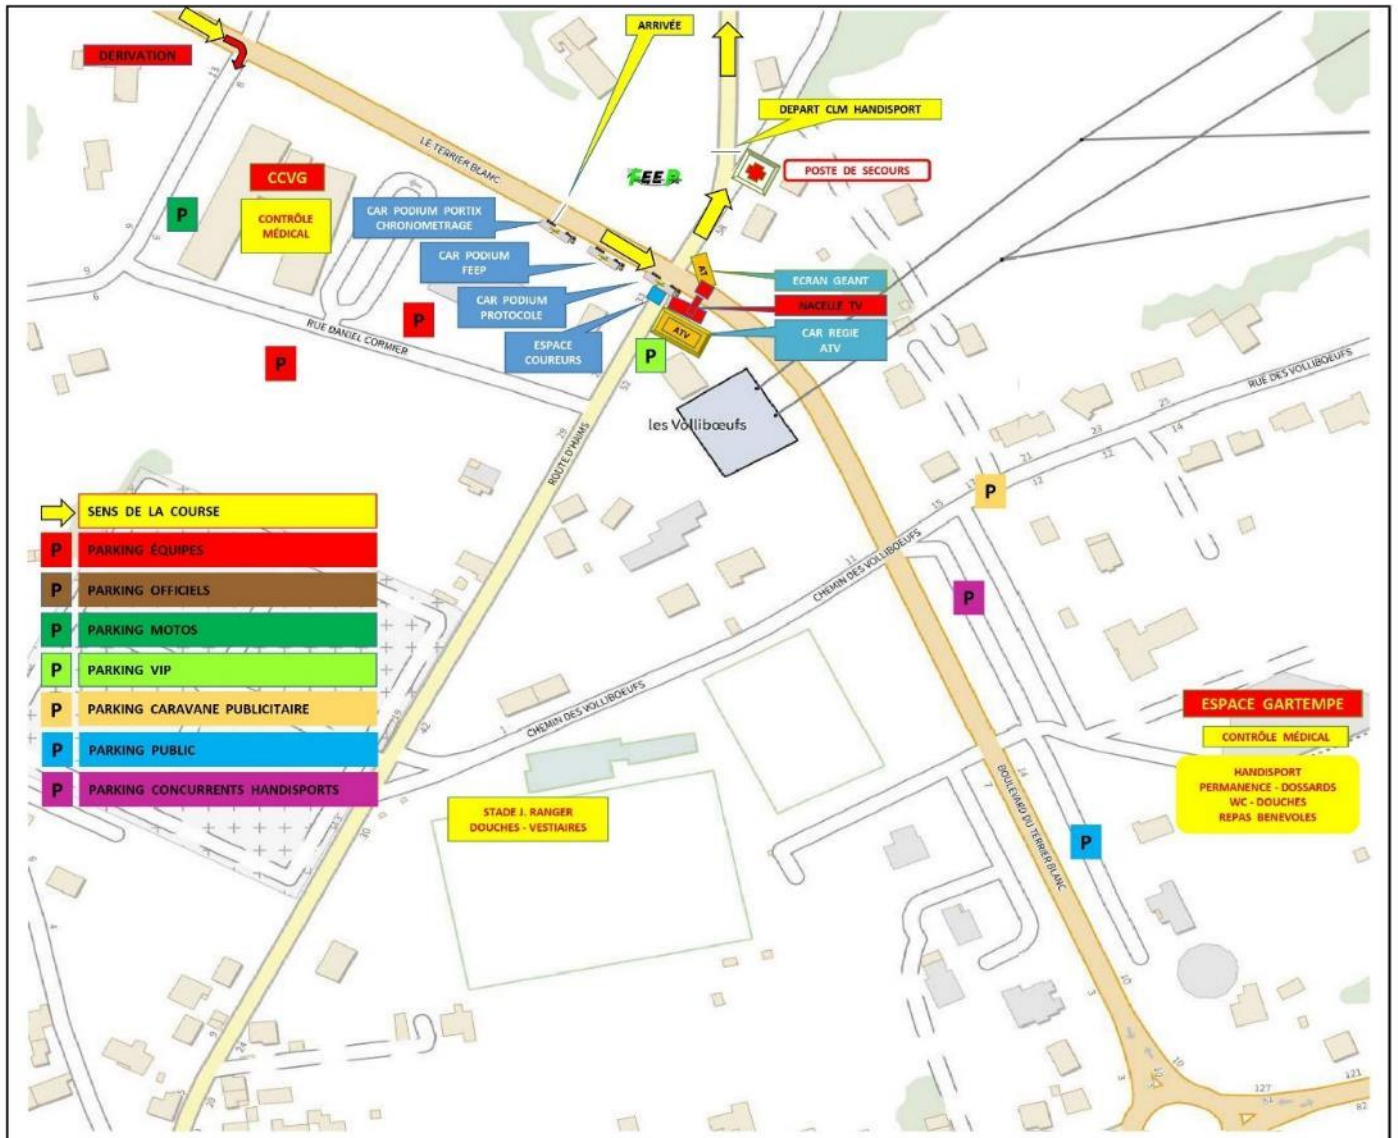 ARRIVÉE
DERIVATION
DEPART CLM HANDISPORT
LE TERRIER BLANC
FEEP
POSTE DE SECOURS
CCVG
P
CONTRÔLE
MÉDICAL
CAR PODIUM PORTIX
CHRONOMETRAGE
CAR PODIUM
FEEP
CAR PODIUM
PROTOCOLE
ESPACE
COUREURS
AT
ECRAN GEANT
NACELLE TV
ATV
CAR REGIE
ATV
P
P
P
RUE DANIEL CORMIER
RUE DES VOLLIBŒUFS
les Vollibœufs
ROUTE D'HAIMS
P
SENS DE LA COURSE
P PARKING ÉQUIPES
P PARKING OFFICIELS
P PARKING MOTOS
P PARKING VIP
P PARKING CARAVANE PUBLICITAIRE
P PARKING PUBLIC
P PARKING CONCURRENTS HANDISPORTS
CHEMIN DES VOLLIBOEUFS
P
CHEMIN DES VOLLIBOEUFS
ESPACE GARTEMPE
CONTRÔLE MÉDICAL
HANDISPORT
PERMANENCE - DOSSARDS
WC - DOUCHES
REPAS BENEVOLES
STADE J. RANGER
DOUCHES - VESTIAIRES
BOULEVARD DU TERRIER BLANC
P
127
121
82